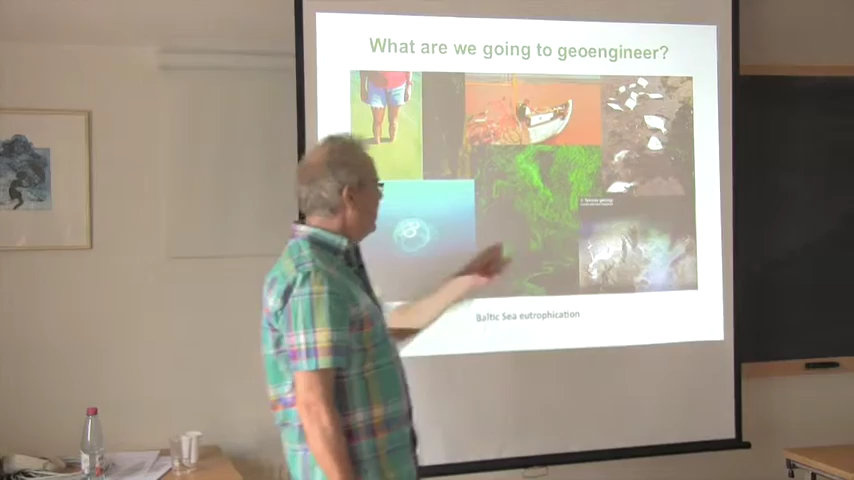 What are we going to geoengineer?
Baltic Sea eutrophication